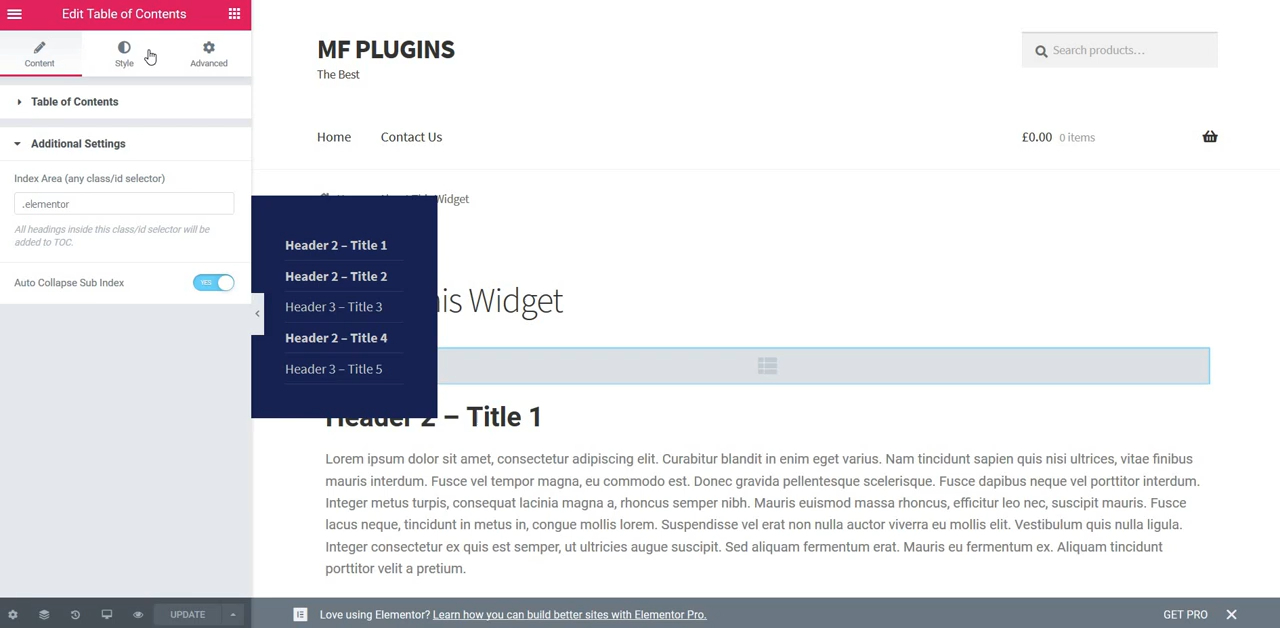 Edit Table of Contents
Content
Style
Advanced
Table of Contents
Additional Settings
Index Area (any class/id selector)
.elementor
All headings inside this class/id selector will be
added to TOC.
Auto Collapse Sub Index
YES
UPDATE
MF PLUGINS
The Best
Search products…
Home
Contact Us
£0.00
0 items
Widget
Header 2 – Title 1
Header 2 – Title 2
Header 3 – Title 3
Header 2 – Title 4
Header 3 – Title 5
his Widget
Header 2 – Title 1
Lorem ipsum dolor sit amet, consectetur adipiscing elit. Curabitur blandit in enim eget varius. Nam tincidunt sapien quis nisi ultrices, vitae finibus
mauris interdum. Fusce vel tempor magna, eu commodo est. Donec gravida pellentesque scelerisque. Fusce dapibus neque vel porttitor interdum.
Integer metus turpis, consequat lacinia magna a, rhoncus semper nibh. Mauris euismod massa rhoncus, efficitur leo nec, suscipit mauris. Fusce
lacus neque, tincidunt in metus in, congue mollis lorem. Suspendisse vel erat non nulla auctor viverra eu mollis elit. Vestibulum quis nulla ligula.
Integer consectetur ex quis est semper, ut ultricies augue suscipit. Sed aliquam fermentum erat. Mauris eu fermentum ex. Aliquam tincidunt
porttitor velit a pretium.
Love using Elementor? Learn how you can build better sites with Elementor Pro.
GET PRO